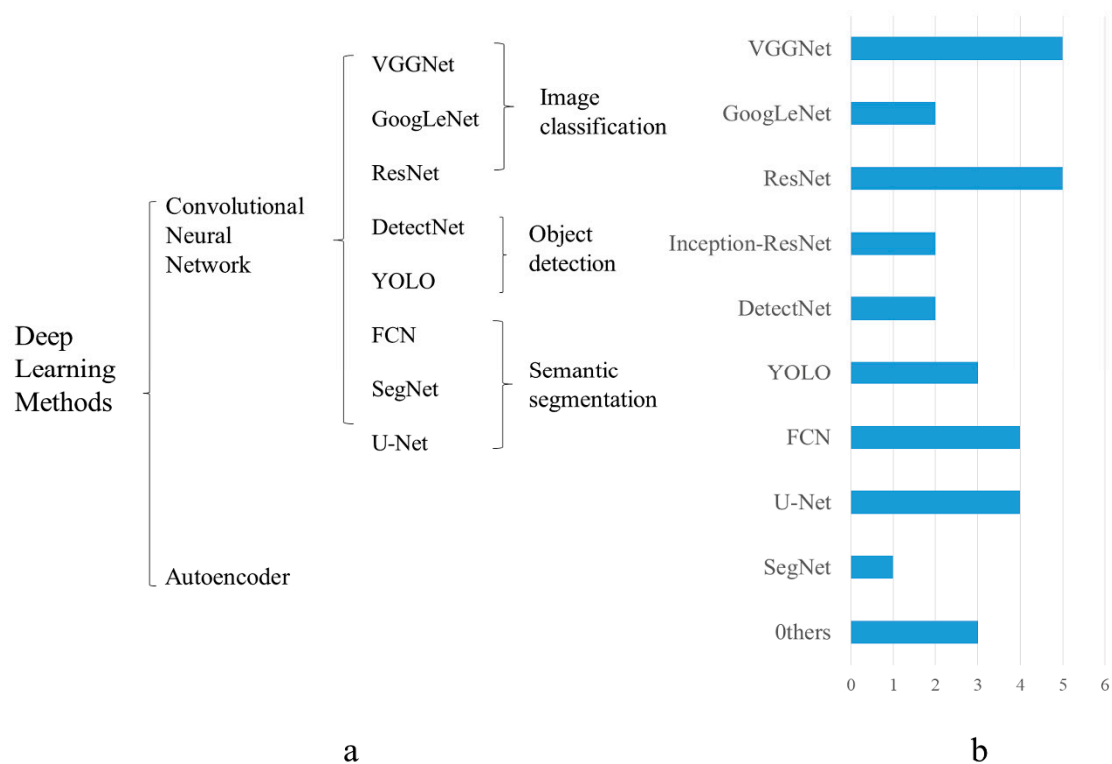 Deep
Learning
Methods
Convolutional
Neural
Network
Autoencoder
VGGNet
GoogLeNet
ResNet
DetectNet
YOLO
FCN
SegNet
U-Net
Image
classification
Object
detection
Semantic
segmentation
a
VGGNet
GoogLeNet
ResNet
Inception-ResNet
DetectNet
YOLO
FCN
U-Net
SegNet
0thers
0 1 2 3 4 5 6
b